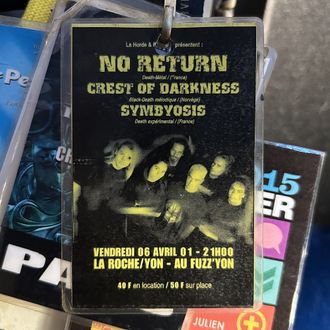 La Horde & présentent :
NO RETURN
Death-Métal / (France)
CREST OF DARKNESS
Black-Death mélodique / (Norvège)
SYMBYOSIS
Death expérimental / (France)
VENDREDI 06 AVRIL 01 - 21H00
LA ROCHE/YON - AU FUZZ'YON
40 F en location / 50 F sur place
2015
JULIEN